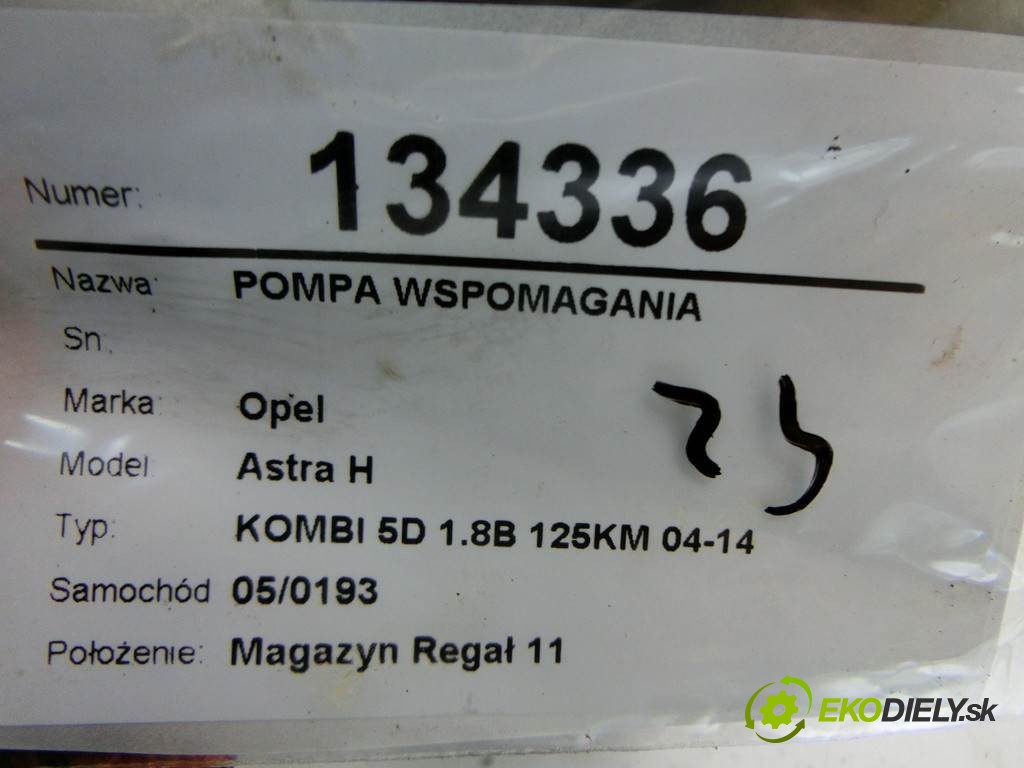 Numer: 134336
Nazwa: POMPA WSPOMAGANIA
Sn:
Marka: Opel
Model: Astra H
Typ: KOMBI 5D 1.8B 125KM 04-14
Samochód 05/0193
Położenie: Magazyn Regał 11
EKODIELY.sk